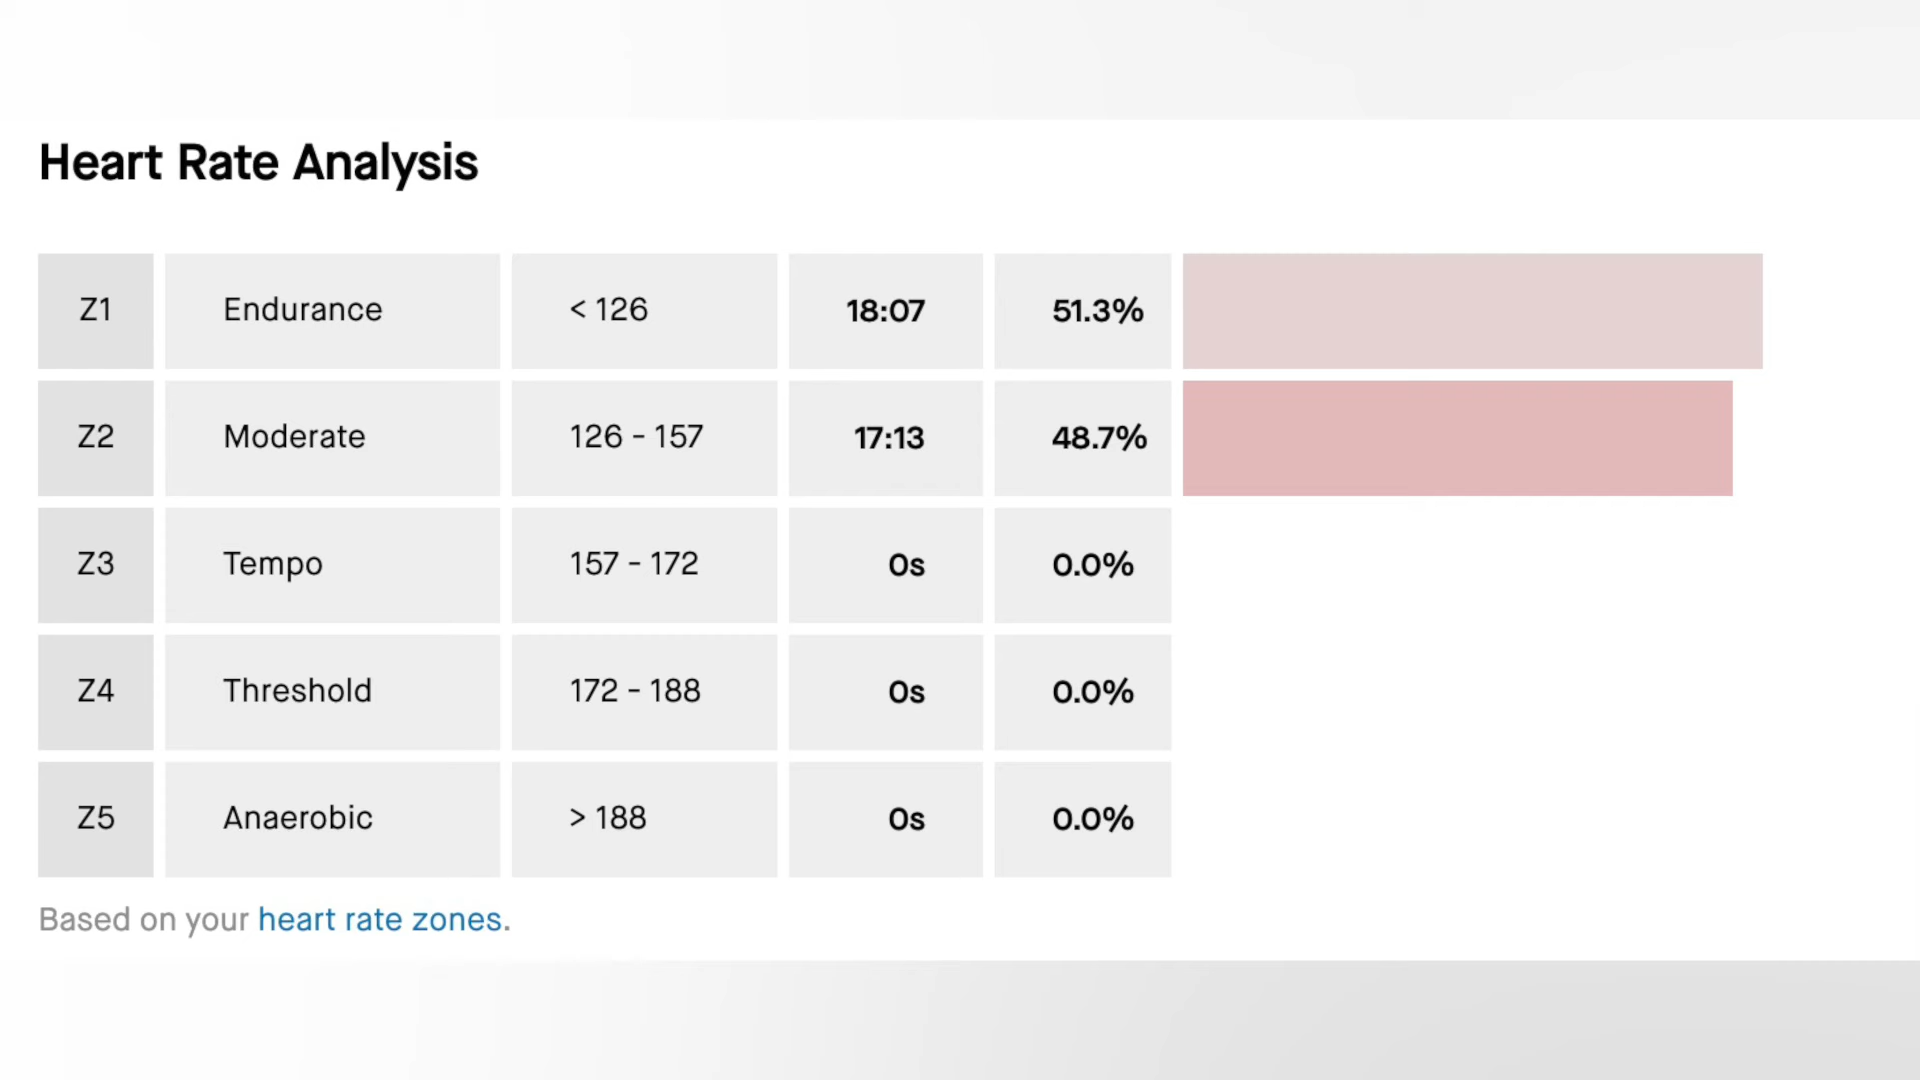 Heart Rate Analysis
Z1 Endurance < 126 18:07 51.3%
Z2 Moderate 126 - 157 17:13 48.7%
Z3 Tempo 157 - 172 0s 0.0%
Z4 Threshold 172 - 188 0s 0.0%
Z5 Anaerobic > 188 0s 0.0%
Based on your heart rate zones.